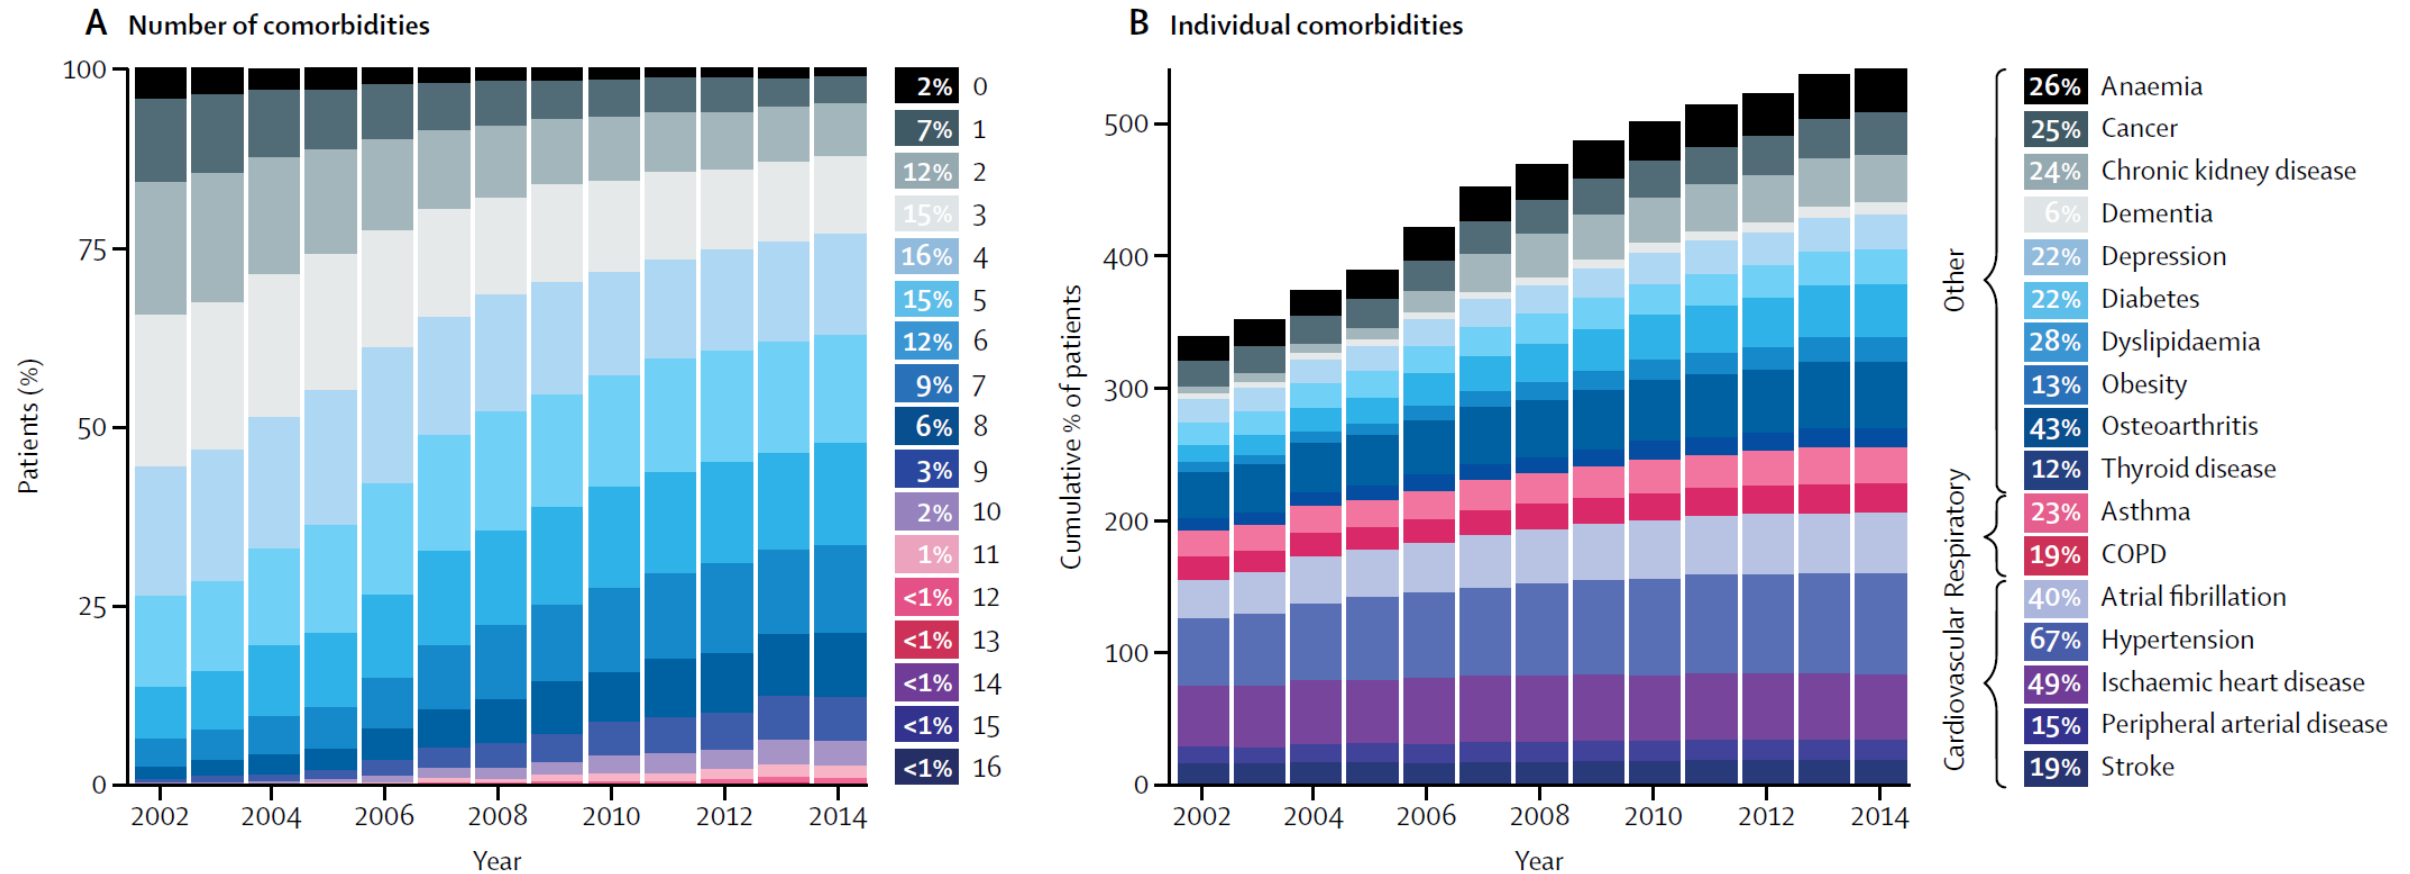 A Number of comorbidities
100
75
50
25
0
Patients (%)
2002 2004 2006 2008 2010 2012 2014
Year
2% 0
7% 1
12% 2
15% 3
16% 4
15% 5
12% 6
9% 7
6% 8
3% 9
2% 10
1% 11
<1% 12
<1% 13
<1% 14
<1% 15
<1% 16
B Individual comorbidities
500
400
300
200
100
0
Cumulative % of patients
2002 2004 2006 2008 2010 2012 2014
Year
Other
26% Anaemia
25% Cancer
24% Chronic kidney disease
6% Dementia
22% Depression
22% Diabetes
28% Dyslipidaemia
13% Obesity
43% Osteoarthritis
12% Thyroid disease
Respiratory
23% Asthma
19% COPD
Cardiovascular
40% Atrial fibrillation
67% Hypertension
49% Ischaemic heart disease
15% Peripheral arterial disease
19% Stroke